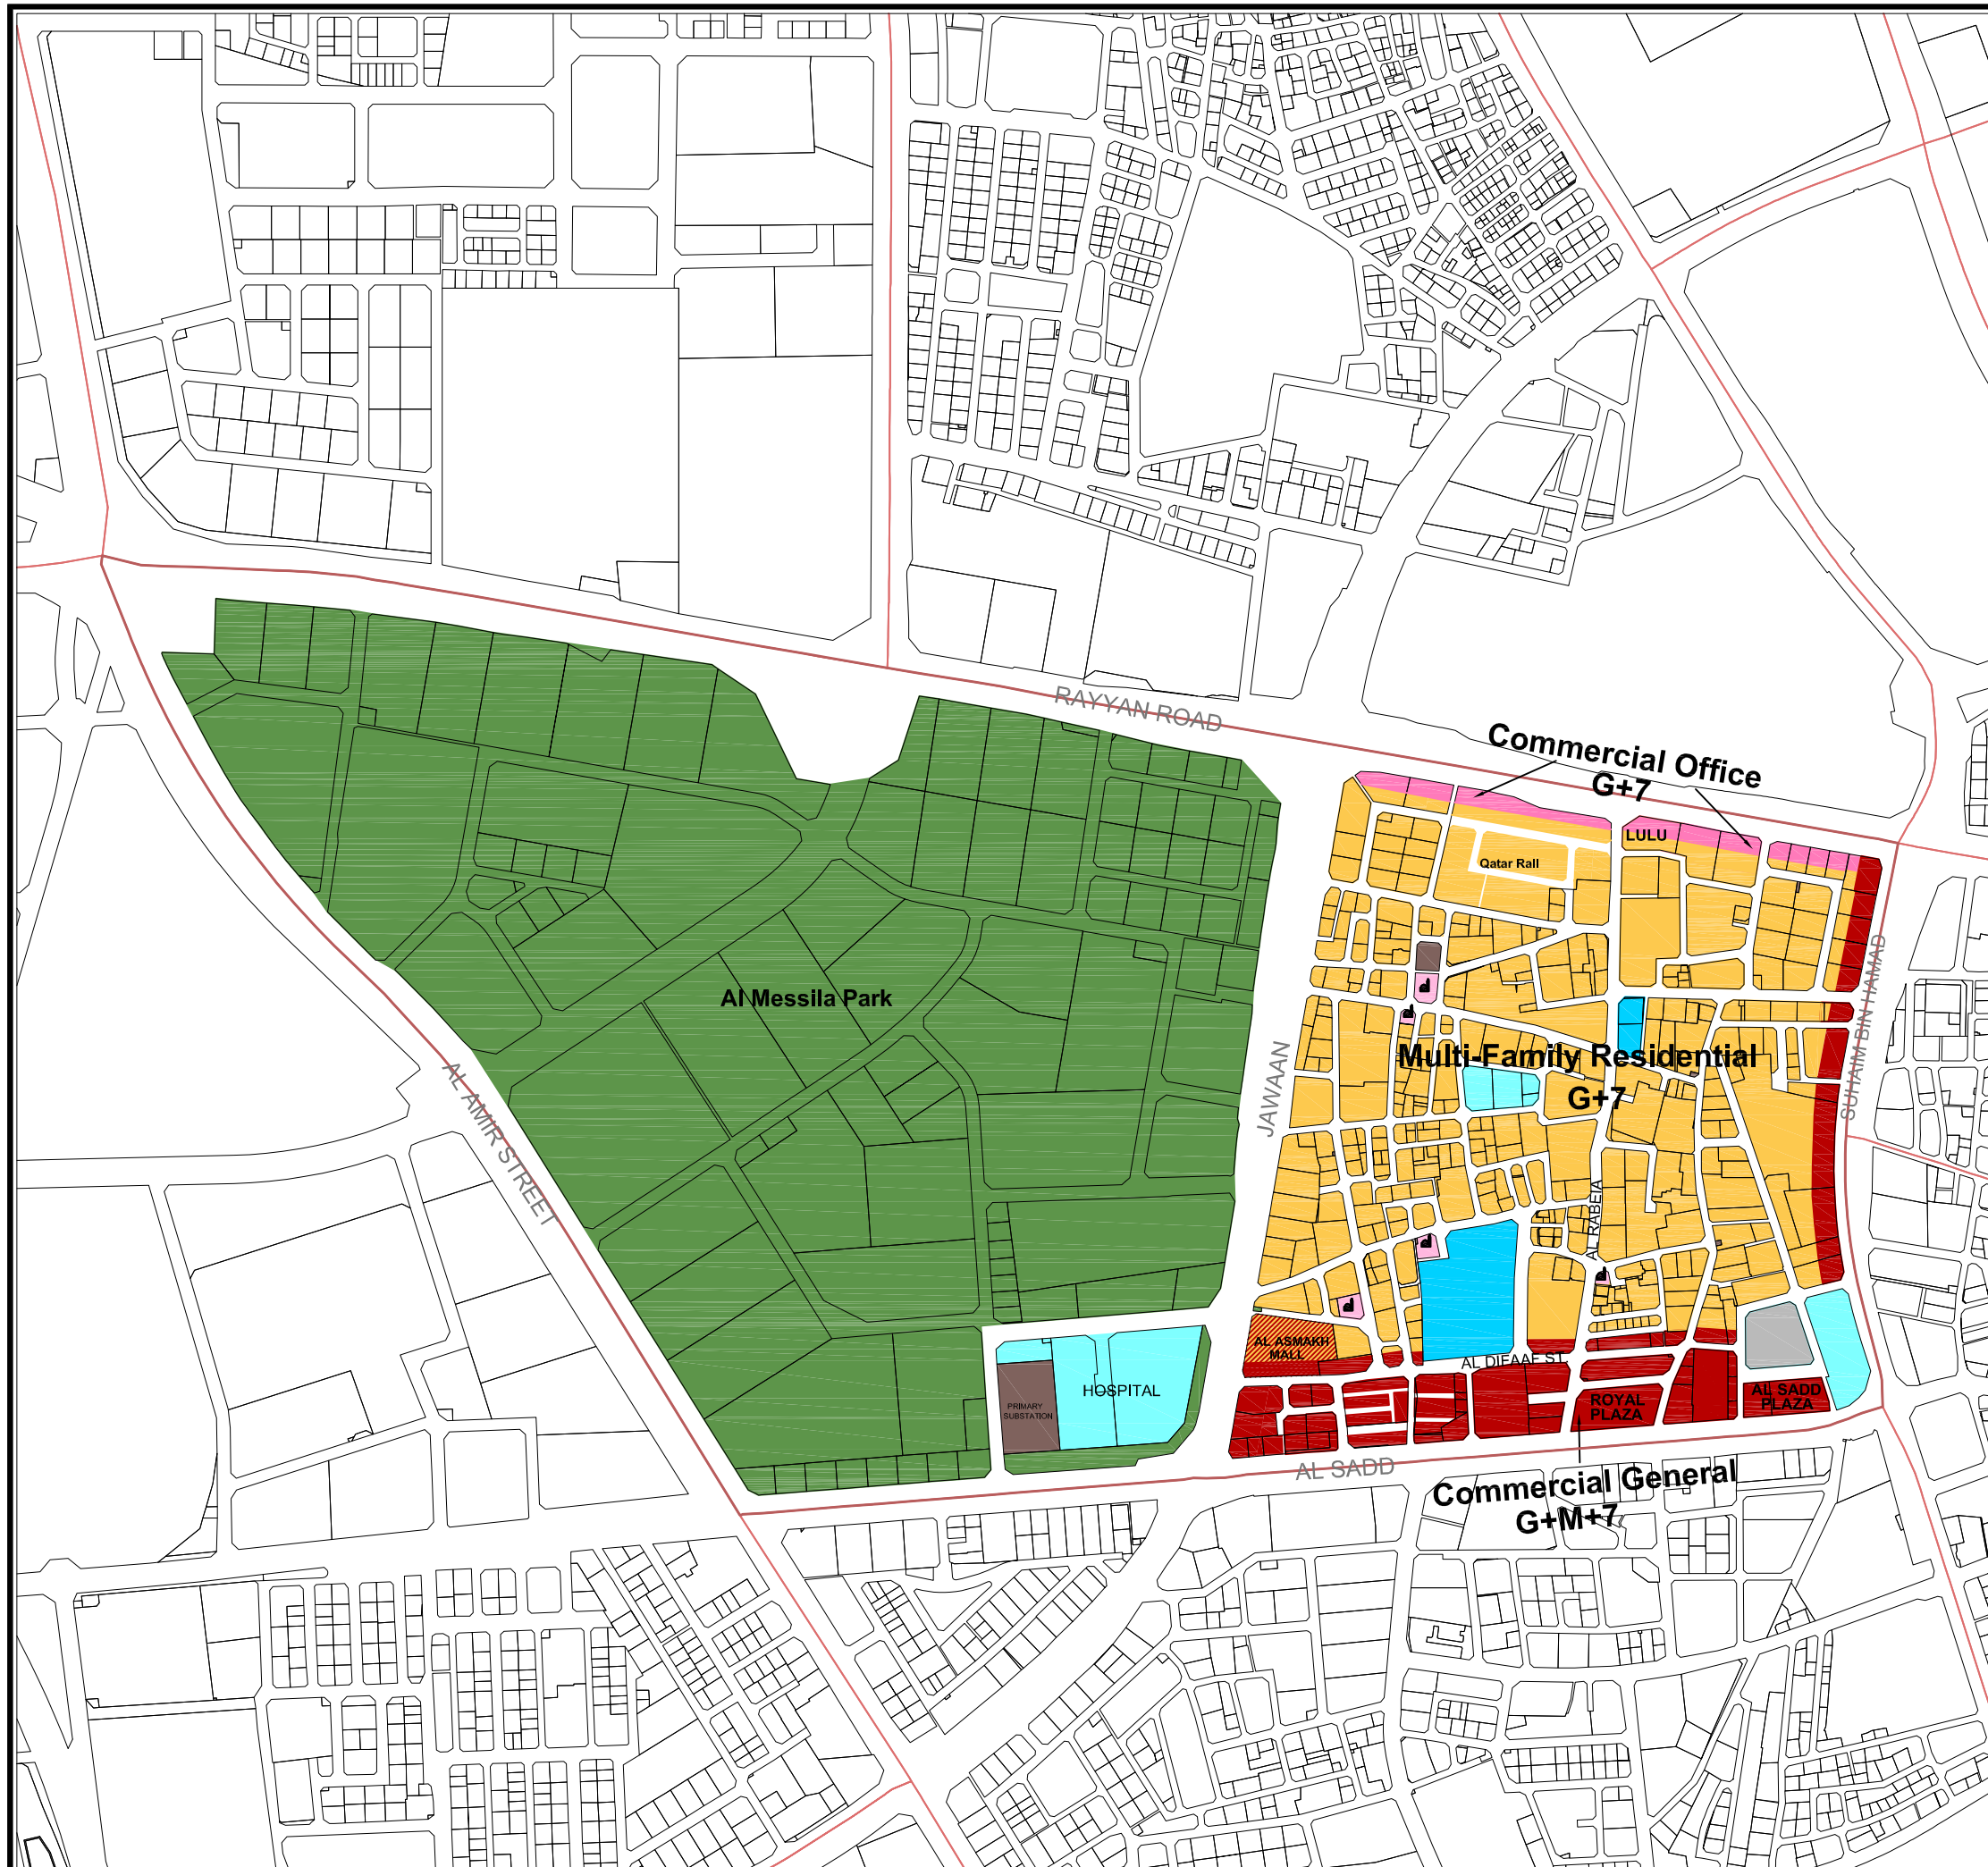 RAYYAN ROAD
Commercial Office
G+7
LULU
Qatar Rall
Al Messila Park
SUHAIM BIN HAMAD
Multi-Family Residential
G+7
JAWAAN
AL AMIR STREET
AL RABEIA
AL ASMAKH
MALL
AL DIFAAF ST.
HOSPITAL
PRIMARY
SUBSTATION
ROYAL
PLAZA
AL SADD
PLAZA
AL SADD
Commercial General
G+M+7